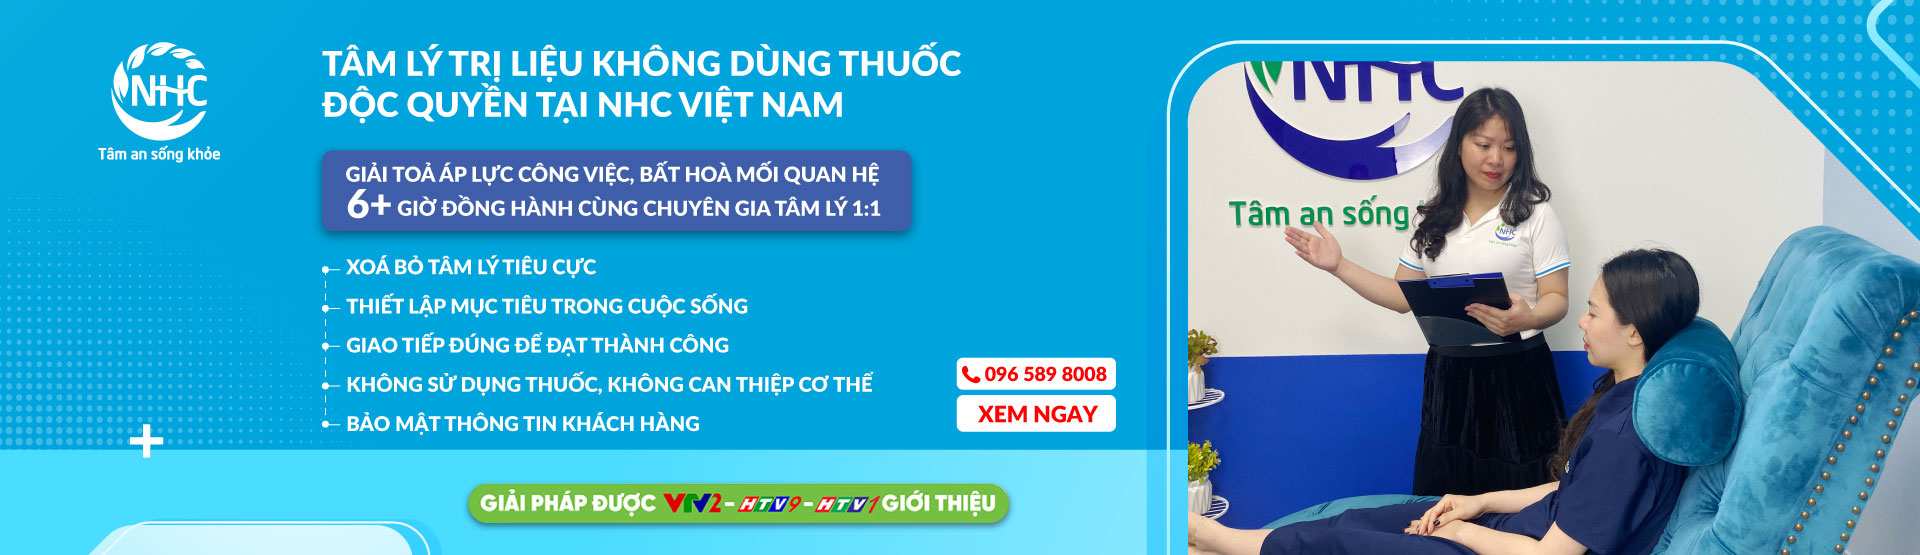 NHC
Tâm an sống khỏe
TÂM LÝ TRỊ LIỆU KHÔNG DÙNG THUỐC
ĐỘC QUYỀN TẠI NHC VIỆT NAM
GIẢI TOẢ ÁP LỰC CÔNG VIỆC, BẤT HOÀ MỐI QUAN HỆ
6+ GIỜ ĐỒNG HÀNH CÙNG CHUYÊN GIA TÂM LÝ 1:1
XOÁ BỎ TÂM LÝ TIÊU CỰC
THIẾT LẬP MỤC TIÊU TRONG CUỘC SỐNG
GIAO TIẾP ĐÚNG ĐỂ ĐẠT THÀNH CÔNG
KHÔNG SỬ DỤNG THUỐC, KHÔNG CAN THIỆP CƠ THỂ
BẢO MẬT THÔNG TIN KHÁCH HÀNG
096 589 8008
XEM NGAY
GIẢI PHÁP ĐƯỢC VTV2 - HTV9 - HTV1 GIỚI THIỆU
NHC
Tâm an sống
NHC